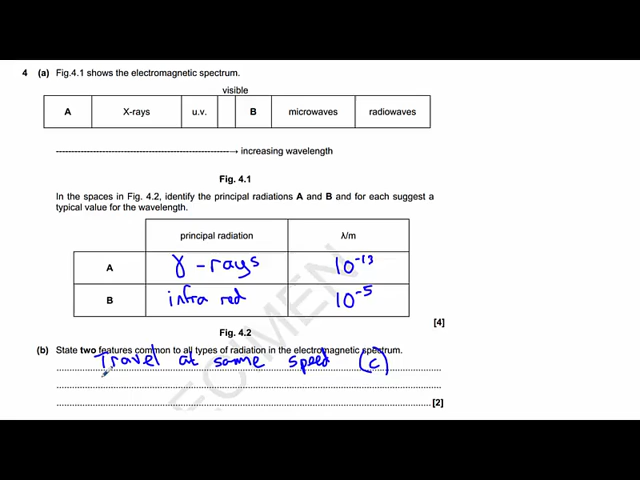 4 (a) Fig.4.1 shows the electromagnetic spectrum.
visible
A X-rays u.v. B microwaves radiowaves
increasing wavelength
Fig. 4.1
In the spaces in Fig. 4.2, identify the principal radiations A and B and for each suggest a
typical value for the wavelength.
principal radiation λ/m
A γ - rays 10⁻¹³
B infra red 10⁻⁵
[4]
Fig. 4.2
(b) State two features common to all types of radiation in the electromagnetic spectrum.
Travel at same speed (c)
[2]
SPECIMEN